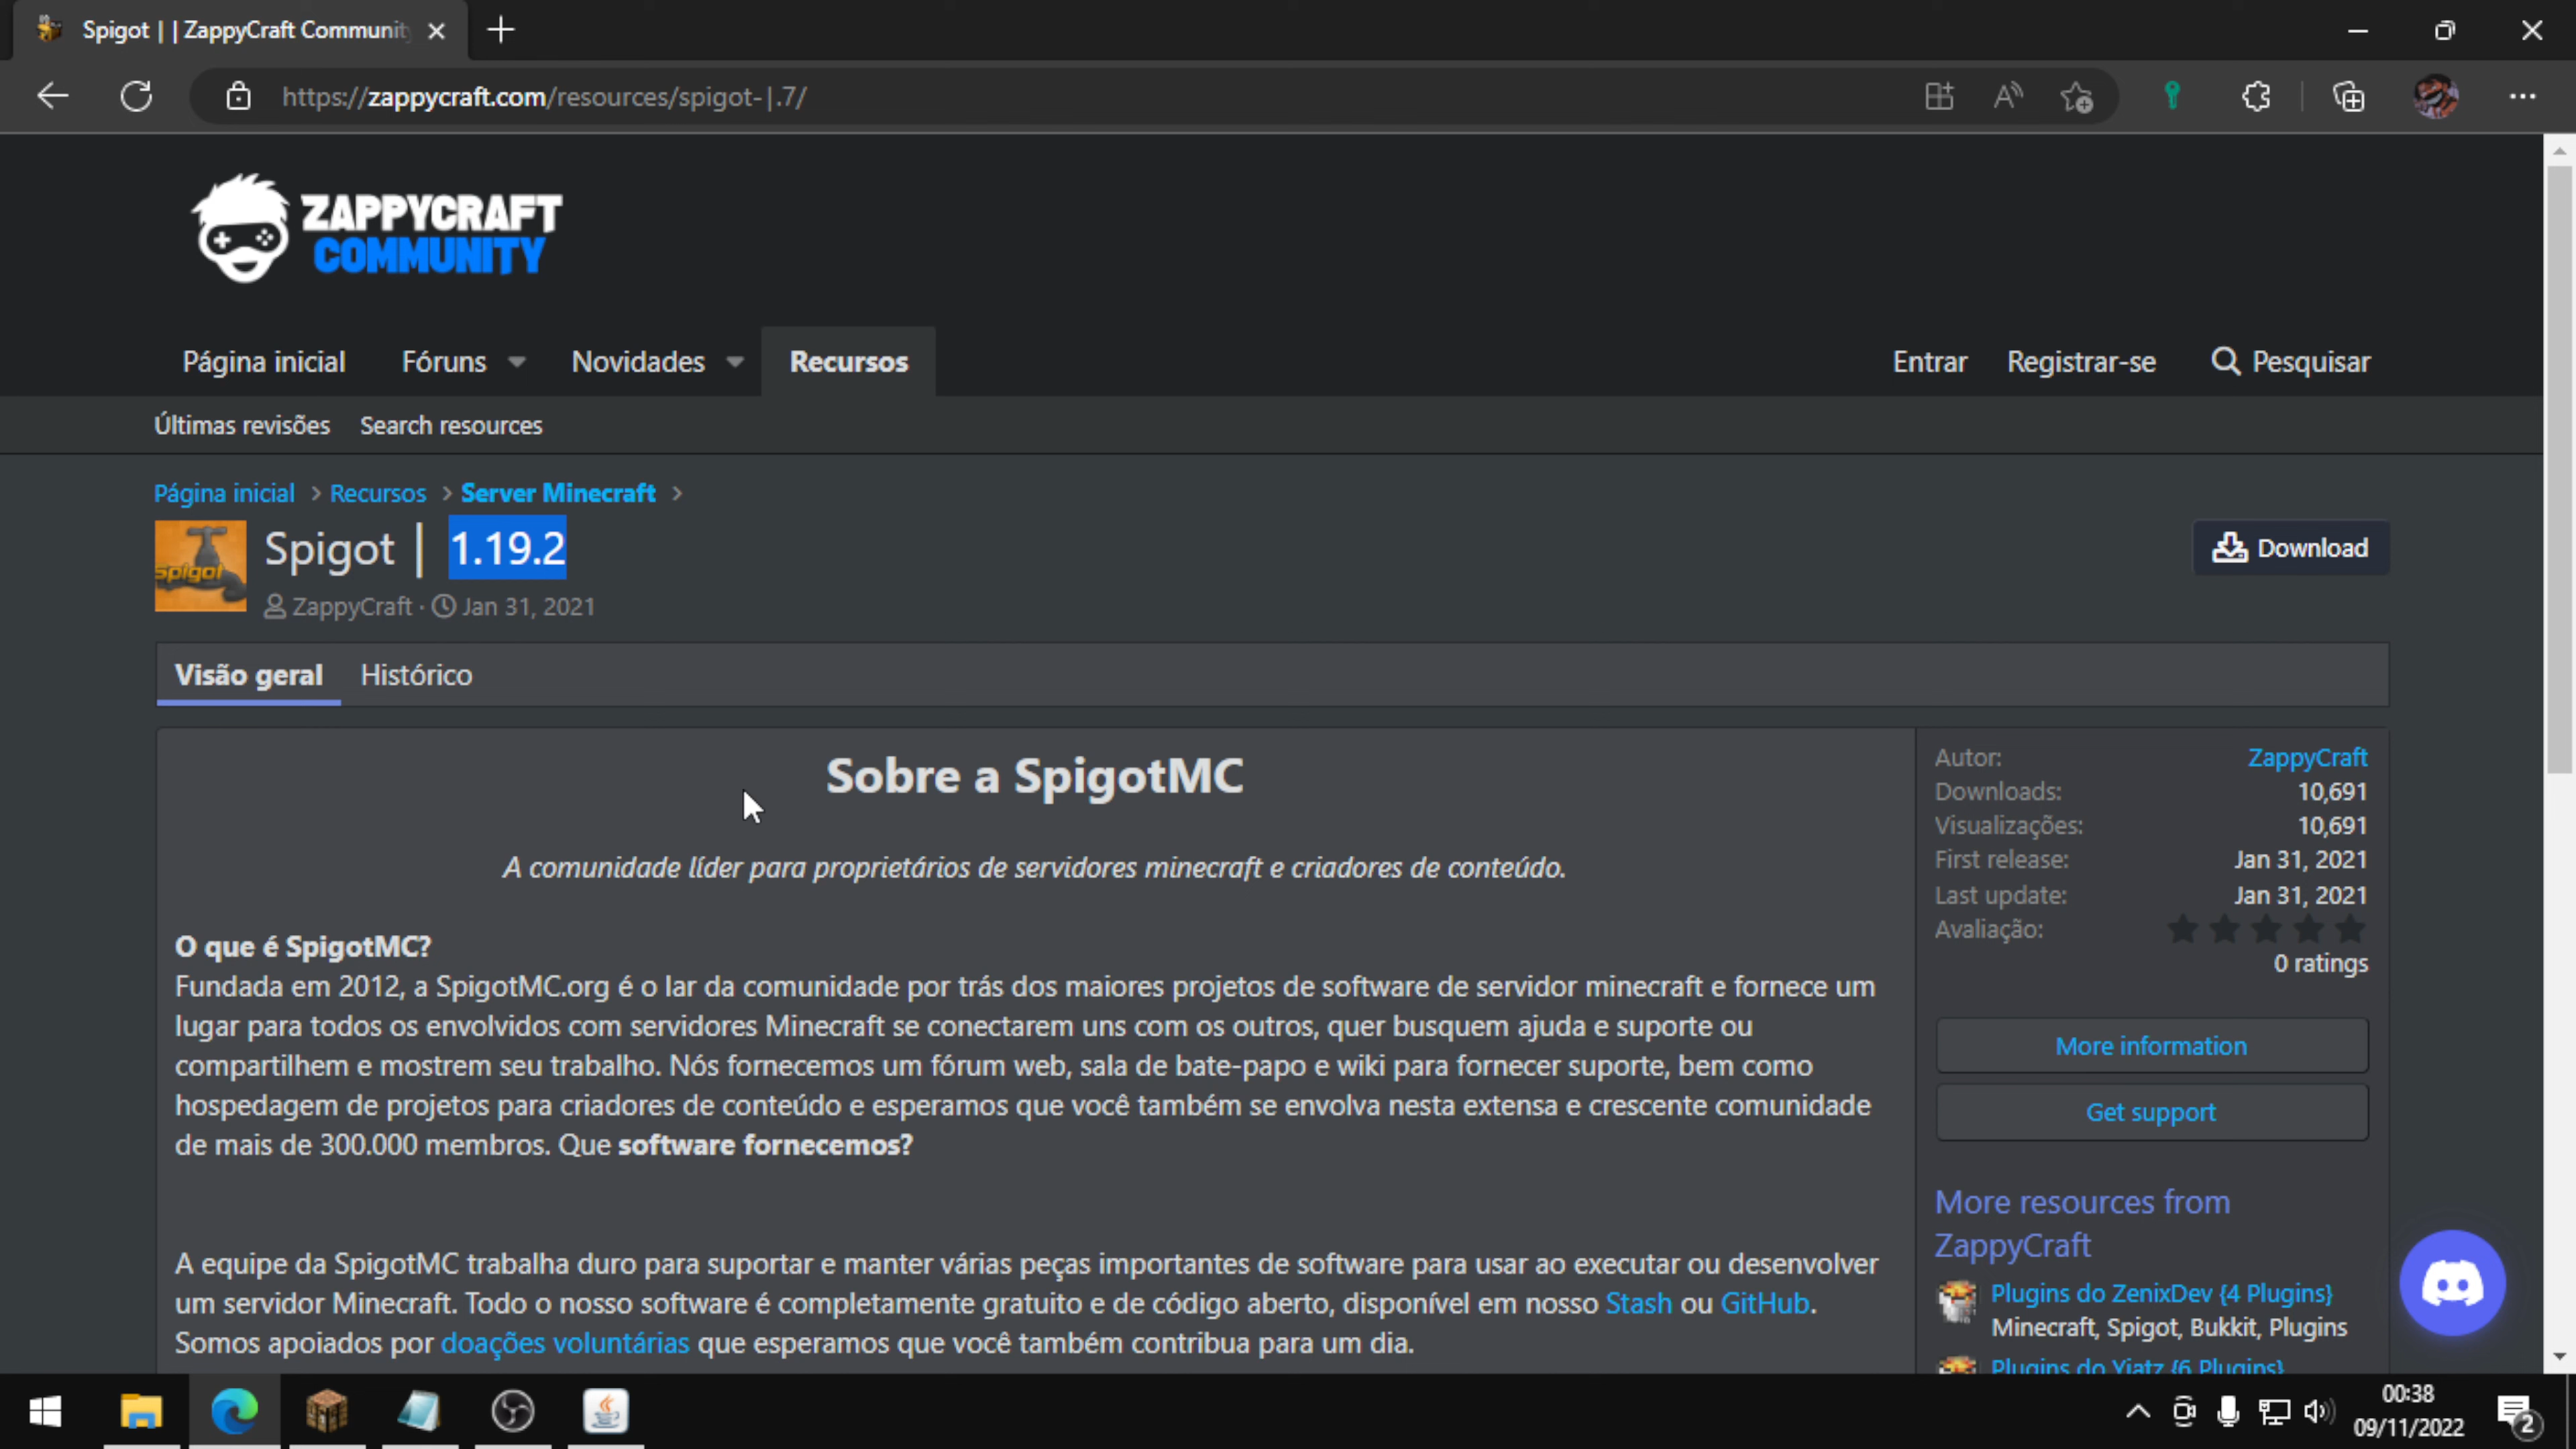 Spigot | | ZappyCraft Communit
https://zappycraft.com/resources/spigot-|.7/
ZAPPYCRAFT
COMMUNITY
Página inicial Fóruns Novidades Recursos Entrar Registrar-se Pesquisar
Últimas revisões Search resources
Página inicial > Recursos > Server Minecraft >
spigot
Spigot | 1.19.2
Download
ZappyCraft · Jan 31, 2021
Visão geral Histórico
Sobre a SpigotMC
A comunidade líder para proprietários de servidores minecraft e criadores de conteúdo.
O que é SpigotMC?
Fundada em 2012, a SpigotMC.org é o lar da comunidade por trás dos maiores projetos de software de servidor minecraft e fornece um
lugar para todos os envolvidos com servidores Minecraft se conectarem uns com os outros, quer busquem ajuda e suporte ou
compartilhem e mostrem seu trabalho. Nós fornecemos um fórum web, sala de bate-papo e wiki para fornecer suporte, bem como
hospedagem de projetos para criadores de conteúdo e esperamos que você também se envolva nesta extensa e crescente comunidade
de mais de 300.000 membros. Que software fornecemos?
A equipe da SpigotMC trabalha duro para suportar e manter várias peças importantes de software para usar ao executar ou desenvolver
um servidor Minecraft. Todo o nosso software é completamente gratuito e de código aberto, disponível em nosso Stash ou GitHub.
Somos apoiados por doações voluntárias que esperamos que você também contribua para um dia.
Autor: ZappyCraft
Downloads: 10,691
Visualizações: 10,691
First release: Jan 31, 2021
Last update: Jan 31, 2021
Avaliação:
0 ratings
More information
Get support
More resources from
ZappyCraft
Plugins do ZenixDev {4 Plugins}
Minecraft, Spigot, Bukkit, Plugins
Plugins do Yiatz {6 Plugins}
00:38
09/11/2022
2